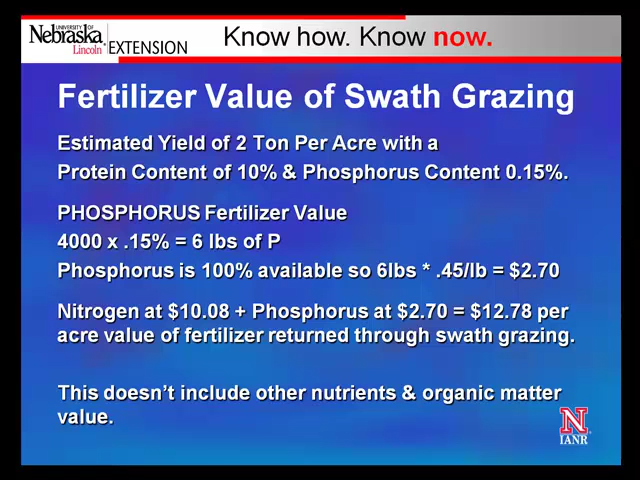 UNIVERSITY OF
Nebraska
Lincoln
EXTENSION
Know how. Know now.
Fertilizer Value of Swath Grazing
Estimated Yield of 2 Ton Per Acre with a
Protein Content of 10% & Phosphorus Content 0.15%.
PHOSPHORUS Fertilizer Value
4000 x .15% = 6 lbs of P
Phosphorus is 100% available so 6lbs * .45/lb = $2.70
Nitrogen at $10.08 + Phosphorus at $2.70 = $12.78 per
acre value of fertilizer returned through swath grazing.
This doesn’t include other nutrients & organic matter
value.
N
IANR